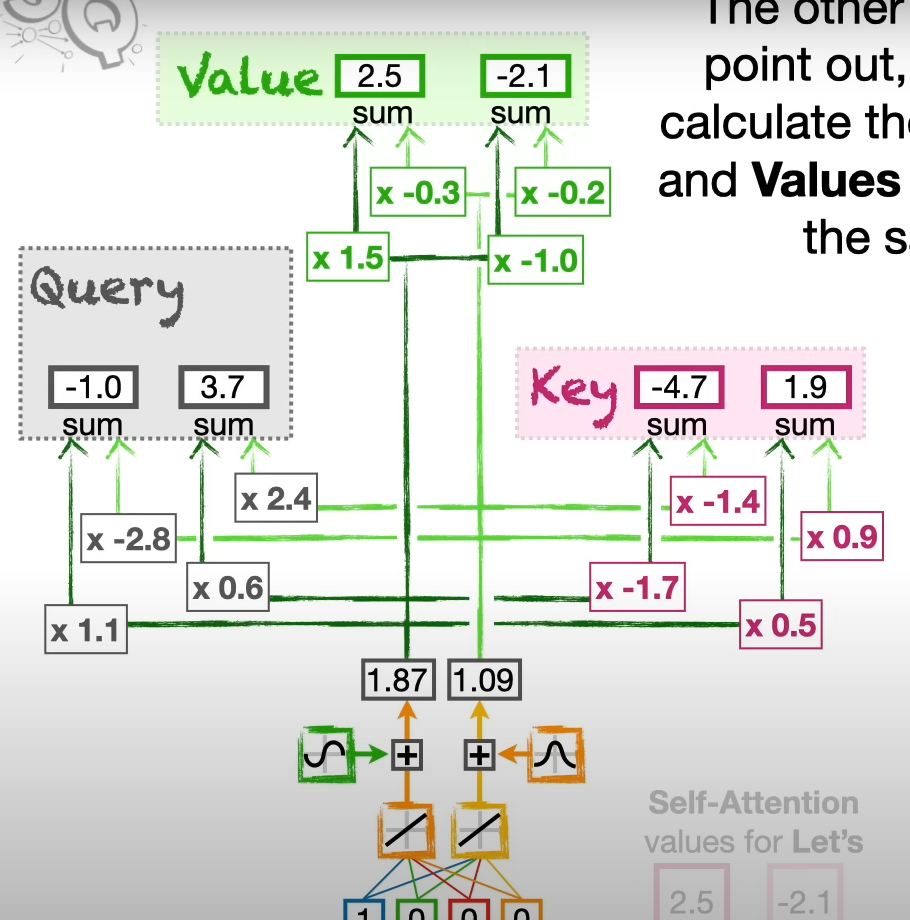 Q
The other
point out,
calculate the
and Values
the s
Value 2.5 -2.1
sum sum
x -0.3 x -0.2
x 1.5 x -1.0
Query
-1.0 3.7
sum sum
Key -4.7 1.9
sum sum
x 2.4 x -1.4
x -2.8 x 0.9
x 0.6 x -1.7
x 1.1 x 0.5
1.87 1.09
+ +
Self-Attention
values for Let's
2.5 -2.1
1 0 0 0